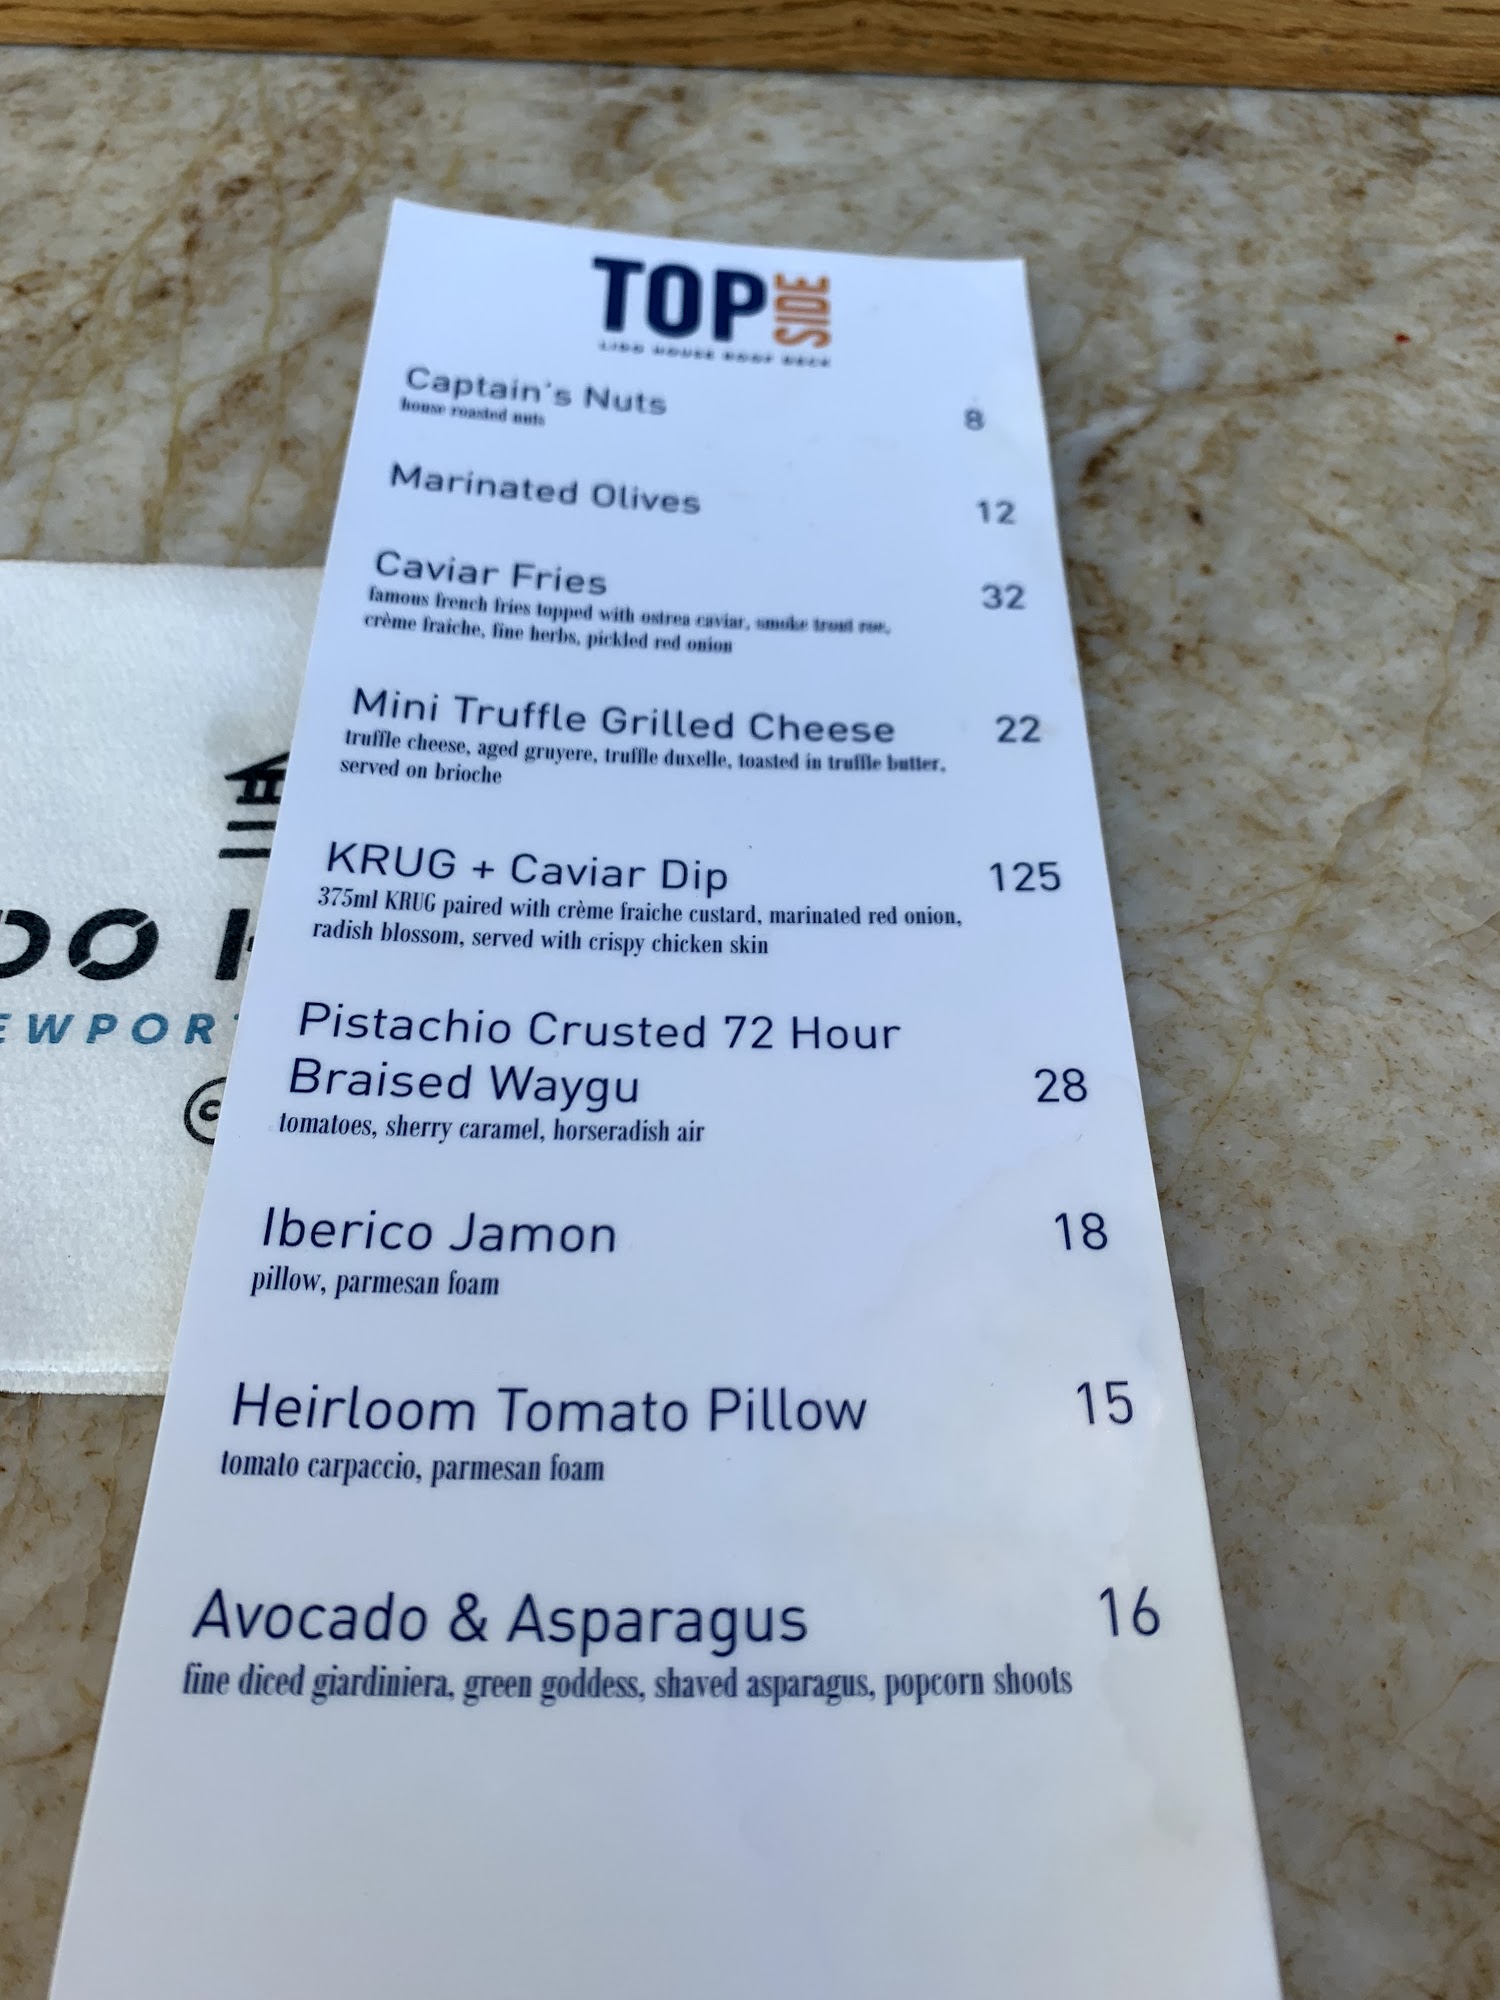 TOP SIDE
LIDO HOUSE ROOF DECK
Captain's Nuts 8
house roasted nuts
Marinated Olives 12
Caviar Fries 32
famous french fries topped with ostrea caviar, smoke trout roe,
crème fraiche, fine herbs, pickled red onion
Mini Truffle Grilled Cheese 22
truffle cheese, aged gruyere, truffle duxelle, toasted in truffle butter,
served on brioche
KRUG + Caviar Dip 125
375ml KRUG paired with crème fraiche custard, marinated red onion,
radish blossom, served with crispy chicken skin
Pistachio Crusted 72 Hour
Braised Waygu 28
tomatoes, sherry caramel, horseradish air
Iberico Jamon 18
pillow, parmesan foam
Heirloom Tomato Pillow 15
tomato carpaccio, parmesan foam
Avocado & Asparagus 16
fine diced giardiniera, green goddess, shaved asparagus, popcorn shoots
DO H
EWPORT
C